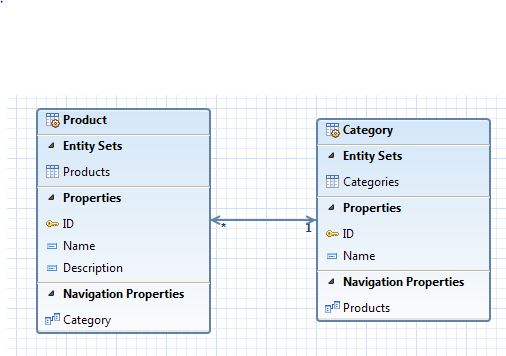 Product
Entity Sets
Products
Properties
ID
Name
Description
Navigation Properties
Category
* 1
Category
Entity Sets
Categories
Properties
ID
Name
Navigation Properties
Products